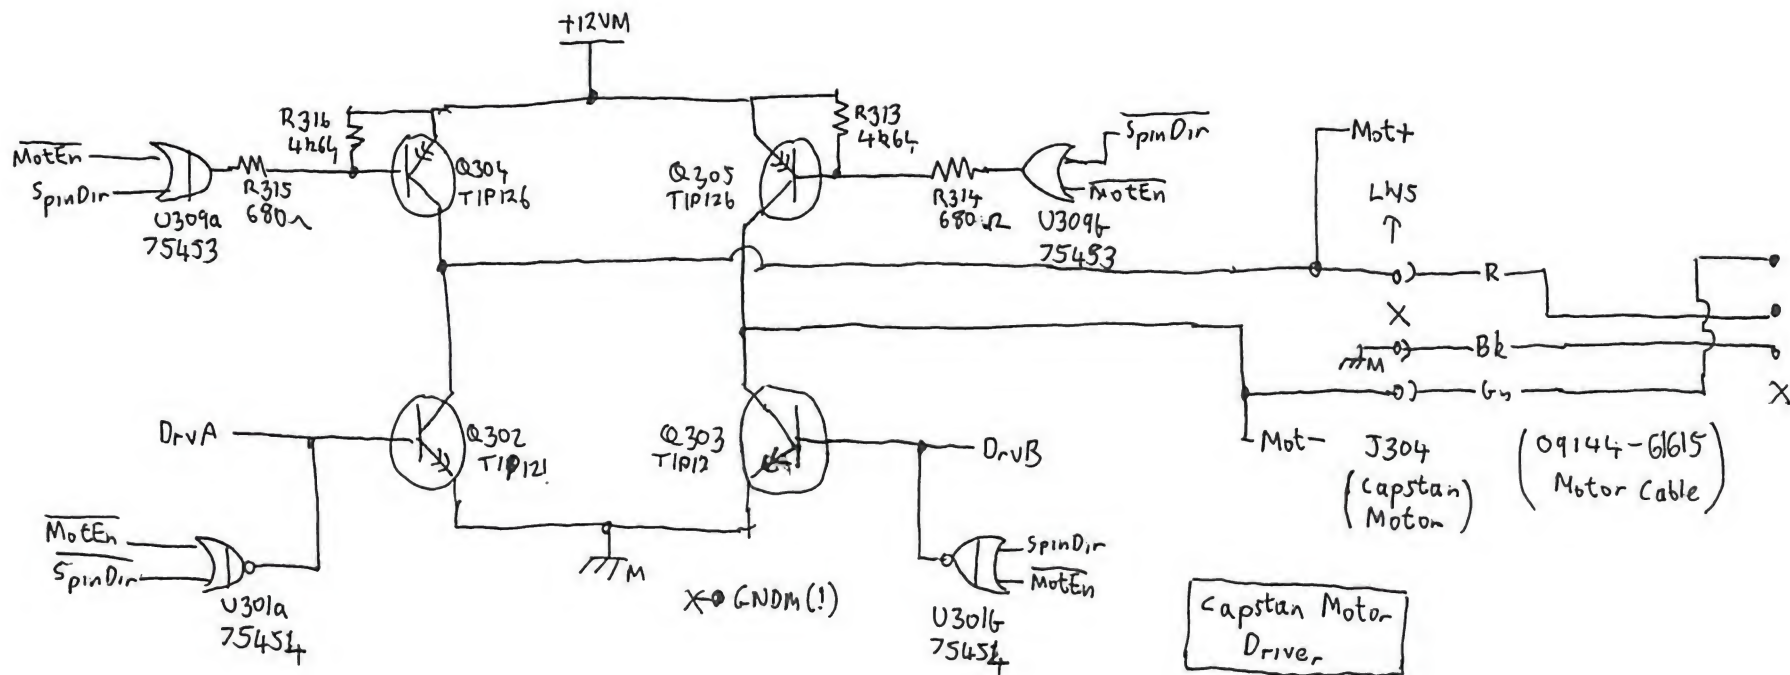 +12VM
R316
4k64
R313
4k64
MotEn
SpinDir
U309a
75453
R315
680Ω
Q304
TIP126
Q305
TIP126
R314
680Ω
SpinDir
MotEn
U309b
75453
Mot+
LWS
R
X
M
Bk
Gn
X
Mot-
J304
(Capstan
Motor)
(09144-61615
Motor Cable)
DrvA
Q302
TIP121
Q303
TIP12
DrvB
MotEn
SpinDir
U301a
75454
M
X GNDM(!)
SpinDir
MotEn
U301b
75454
Capstan Motor
Driver